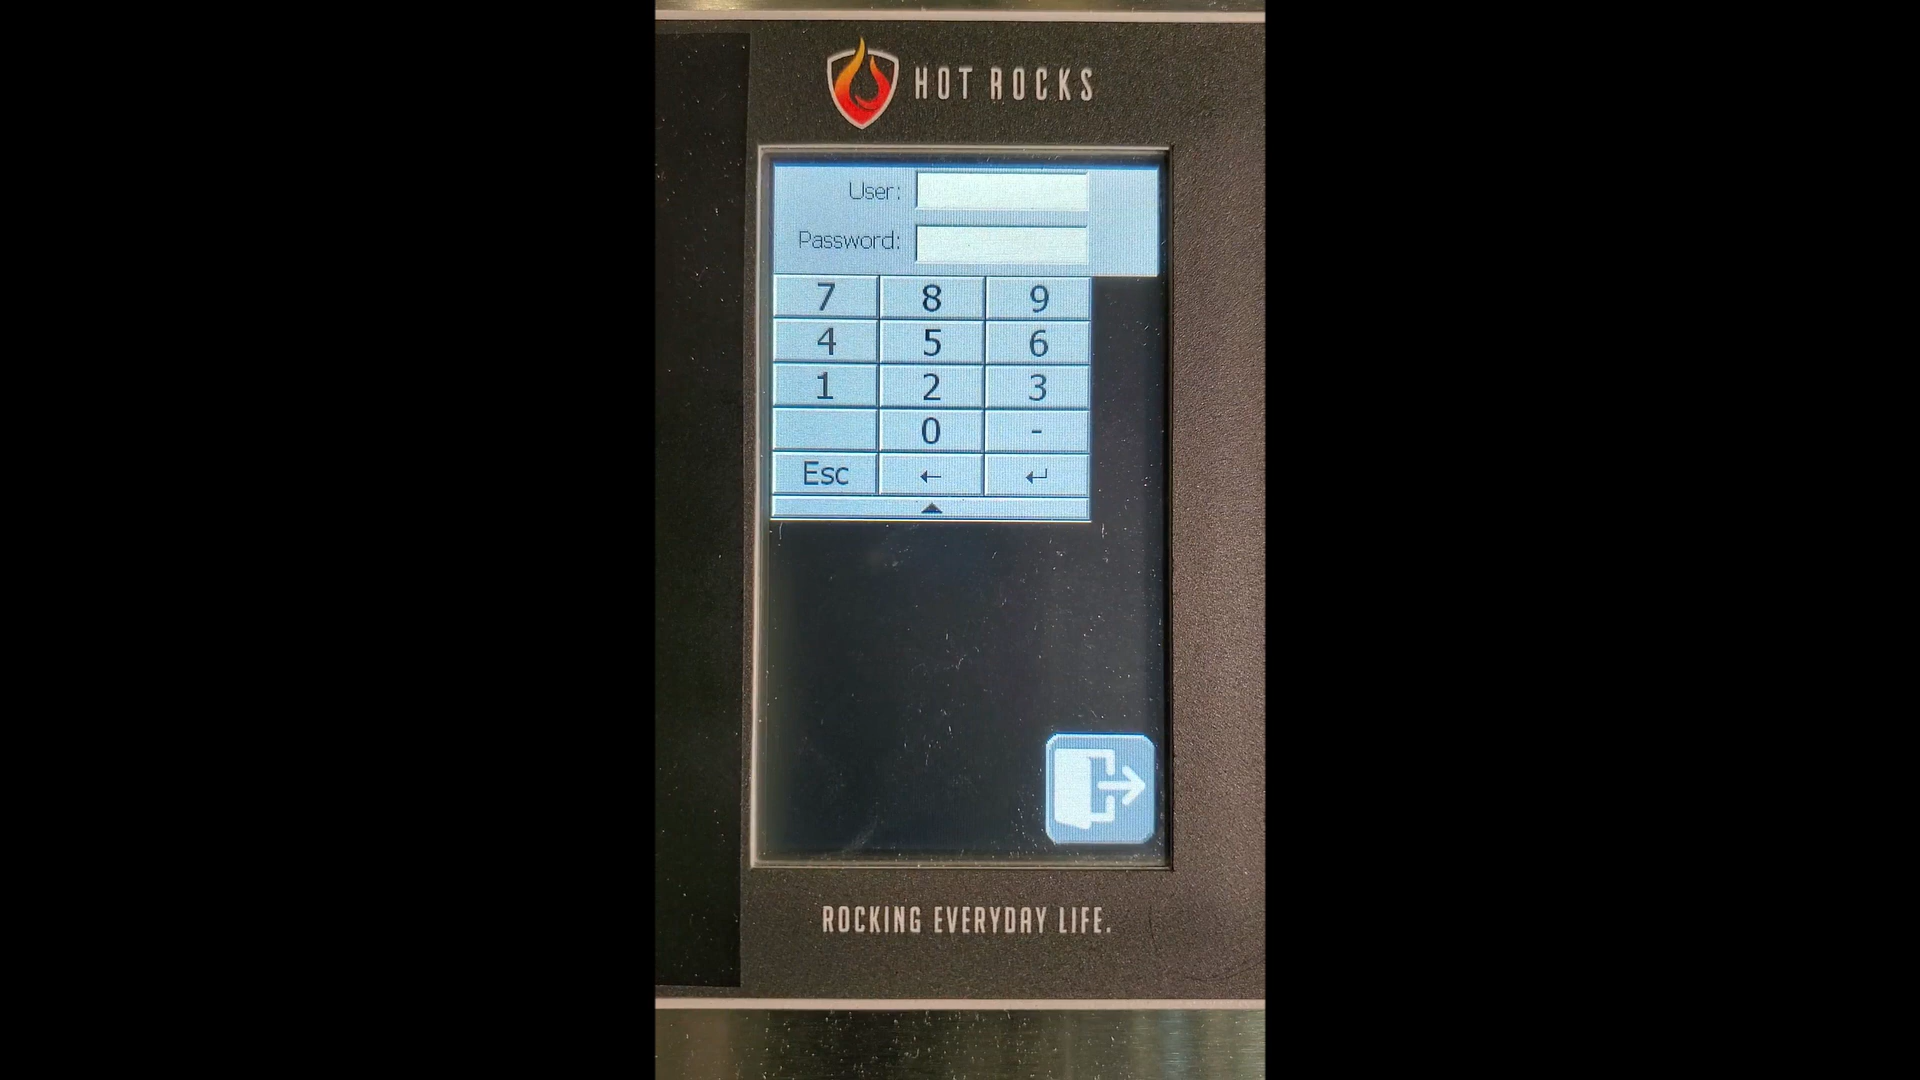 HOT ROCKS
User:
Password:
7 8 9
4 5 6
1 2 3
0 -
Esc ← ↵
▲
ROCKING EVERYDAY LIFE.